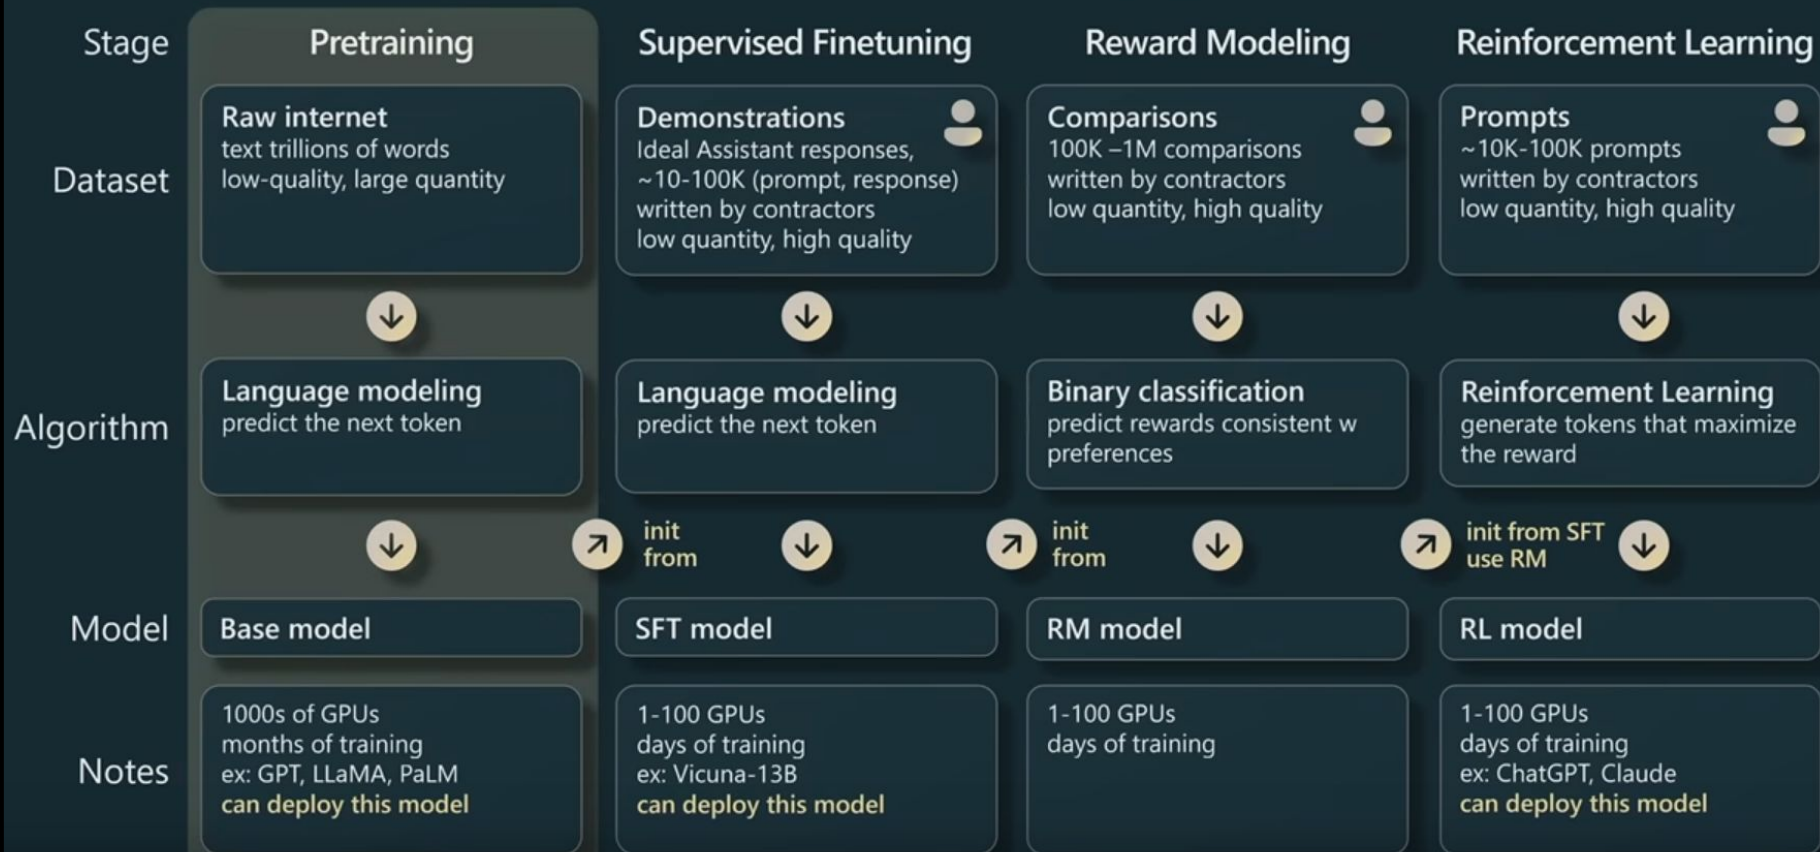 Stage
Pretraining
Supervised Finetuning
Reward Modeling
Reinforcement Learning
Dataset
Raw internet
text trillions of words
low-quality, large quantity
Demonstrations
Ideal Assistant responses,
~10-100K (prompt, response)
written by contractors
low quantity, high quality
Comparisons
100K –1M comparisons
written by contractors
low quantity, high quality
Prompts
~10K-100K prompts
written by contractors
low quantity, high quality
Algorithm
Language modeling
predict the next token
Language modeling
predict the next token
Binary classification
predict rewards consistent w
preferences
Reinforcement Learning
generate tokens that maximize
the reward
init
from
init
from
init from SFT
use RM
Model
Base model
SFT model
RM model
RL model
Notes
1000s of GPUs
months of training
ex: GPT, LLaMA, PaLM
can deploy this model
1-100 GPUs
days of training
ex: Vicuna-13B
can deploy this model
1-100 GPUs
days of training
1-100 GPUs
days of training
ex: ChatGPT, Claude
can deploy this model